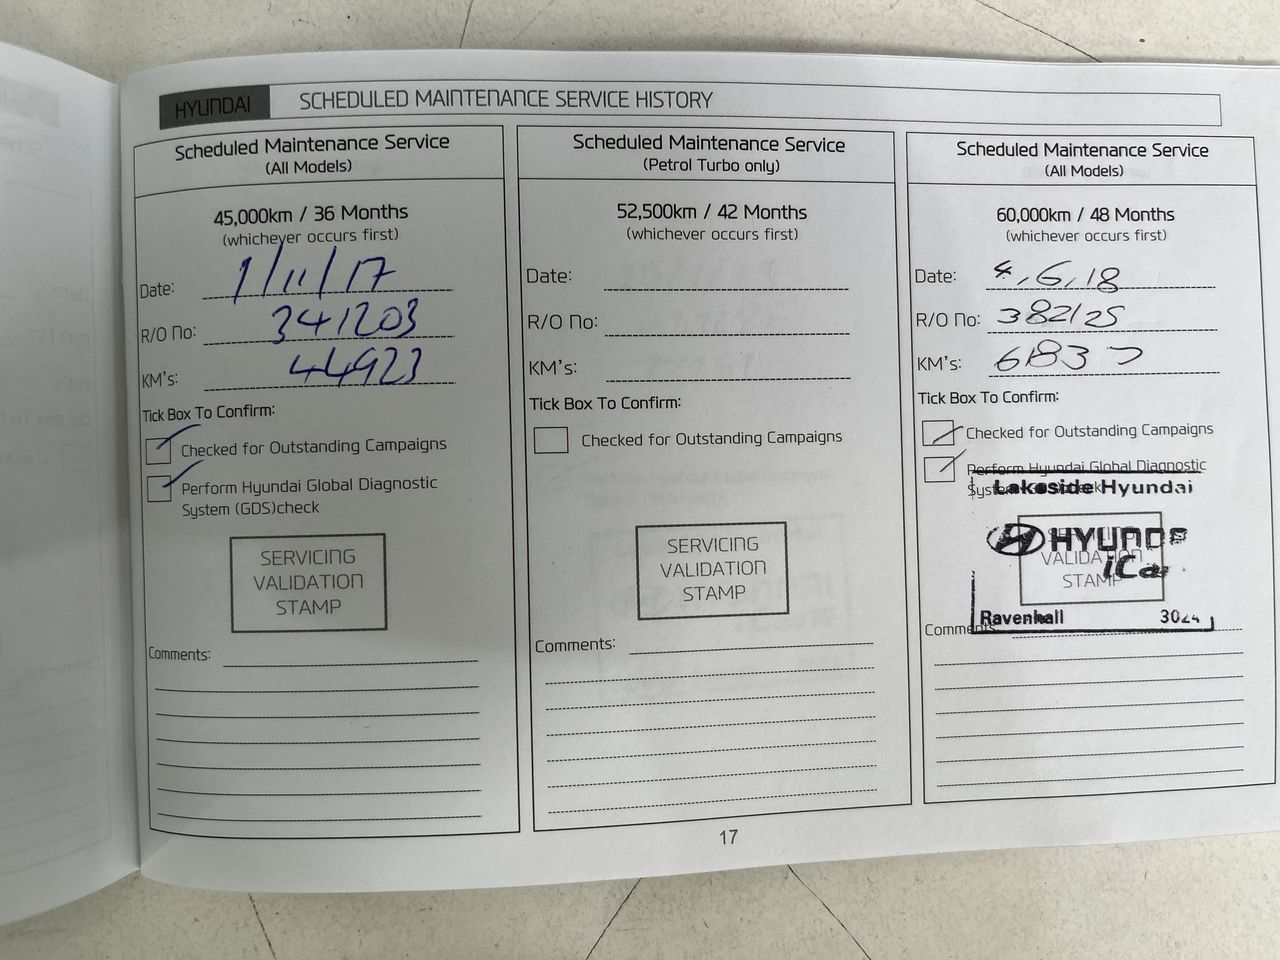 HYUNDAI SCHEDULED MAINTENANCE SERVICE HISTORY
Scheduled Maintenance Service
(All Models)
45,000km / 36 Months
(whichever occurs first)
Date: 1/11/17
R/O No: 341203
KM's: 44923
Tick Box To Confirm:
Checked for Outstanding Campaigns
Perform Hyundai Global Diagnostic
System (GDS)check
SERVICING
VALIDATION
STAMP
Comments:
Scheduled Maintenance Service
(Petrol Turbo only)
52,500km / 42 Months
(whichever occurs first)
Date:
R/O No:
KM's:
Tick Box To Confirm:
Checked for Outstanding Campaigns
SERVICING
VALIDATION
STAMP
Comments:
Scheduled Maintenance Service
(All Models)
60,000km / 48 Months
(whichever occurs first)
Date: 4,6,18
R/O No: 382125
KM's: 61837
Tick Box To Confirm:
Checked for Outstanding Campaigns
Perform Hyundai Global Diagnostic
Lakeside Hyundai
VALIDATION
STAMP
Ravenhall 3024
Comments:
17